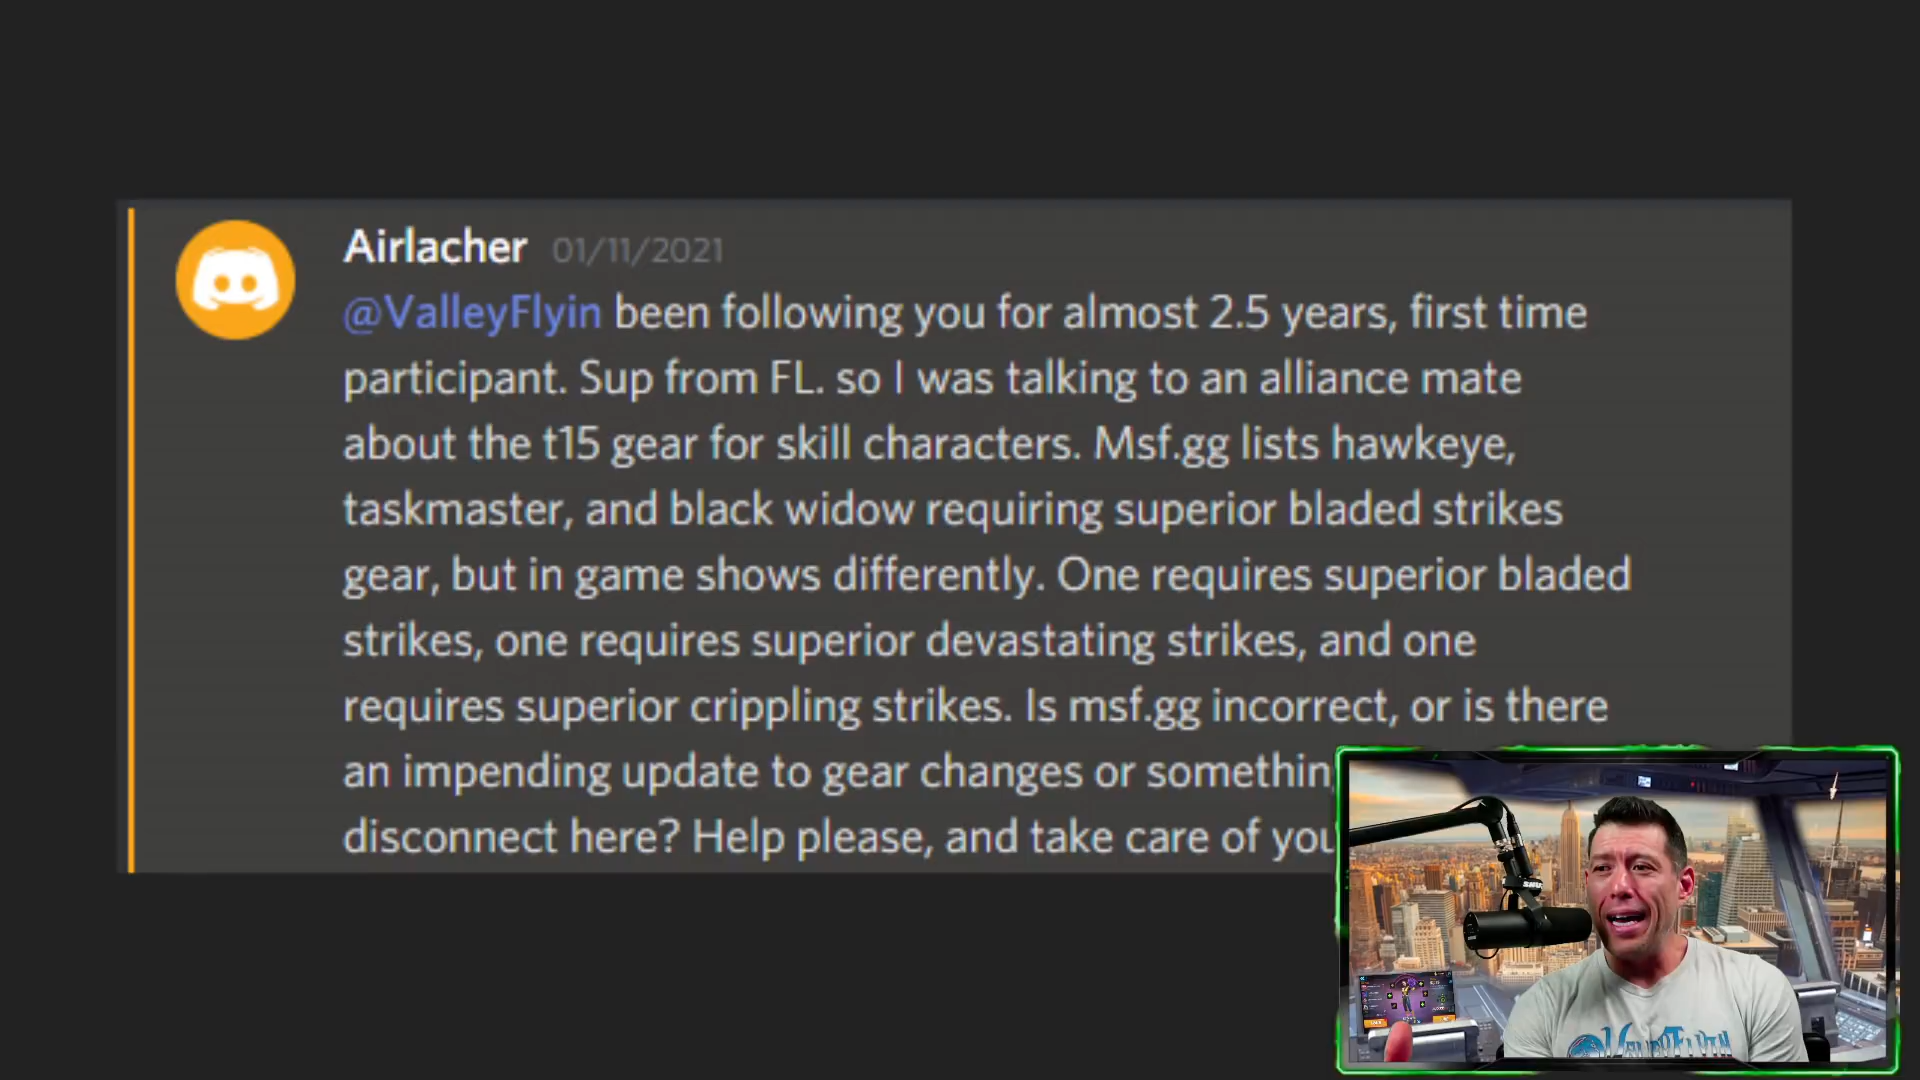 Airlacher 01/11/2021
@ValleyFlyin been following you for almost 2.5 years, first time
participant. Sup from FL. so I was talking to an alliance mate
about the t15 gear for skill characters. Msf.gg lists hawkeye,
taskmaster, and black widow requiring superior bladed strikes
gear, but in game shows differently. One requires superior bladed
strikes, one requires superior devastating strikes, and one
requires superior crippling strikes. Is msf.gg incorrect, or is there
an impending update to gear changes or somethin
disconnect here? Help please, and take care of you
SHURE
VALLEYFLYIN